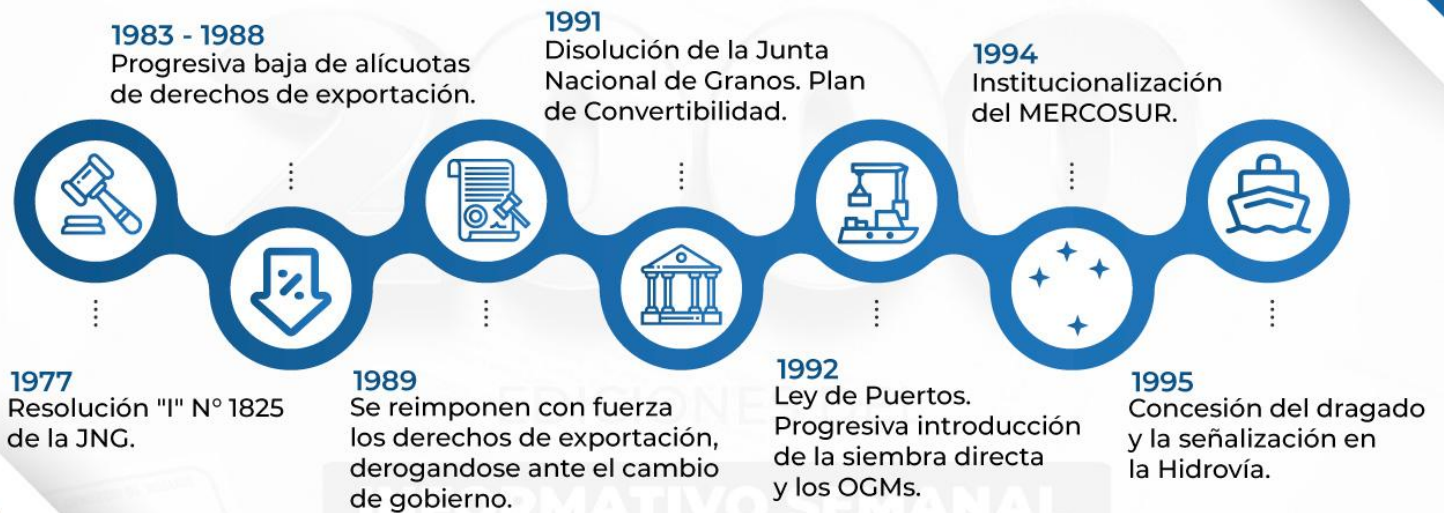 1983 - 1988
Progresiva baja de alícuotas
de derechos de exportación.
1991
Disolución de la Junta
Nacional de Granos. Plan
de Convertibilidad.
1994
Institucionalización
del MERCOSUR.
1977
Resolución "I" N° 1825
de la JNG.
1989
Se reimponen con fuerza
los derechos de exportación,
derogandose ante el cambio
de gobierno.
1992
Ley de Puertos.
Progresiva introducción
de la siembra directa
y los OGMs.
1995
Concesión del dragado
y la señalización en
la Hidrovía.